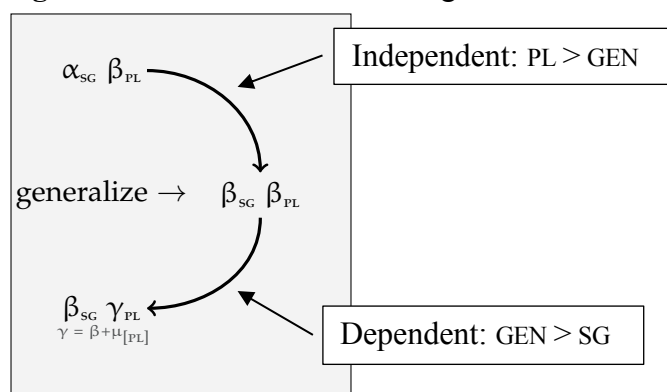 Independent: PL > GEN
α_SG β_PL
generalize → β_SG β_PL
β_SG γ_PL
γ = β+μ_[PL]
Dependent: GEN > SG